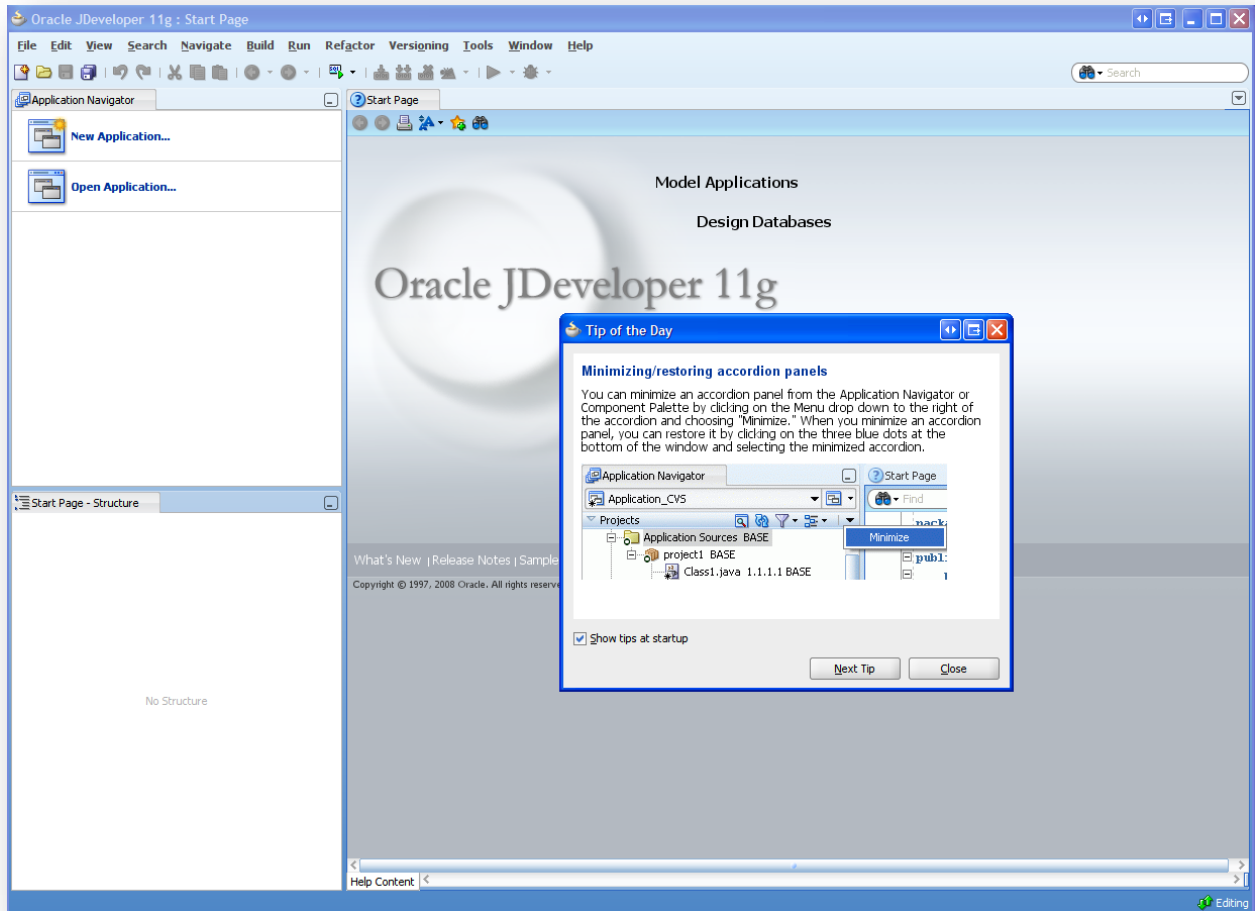 Oracle JDeveloper 11g : Start Page
File Edit View Search Navigate Build Run Refactor Versioning Tools Window Help
Search
Application Navigator
Start Page
New Application...
Open Application...
Model Applications
Design Databases
Oracle JDeveloper 11g
Tip of the Day
Minimizing/restoring accordion panels
You can minimize an accordion panel from the Application Navigator or
Component Palette by clicking on the Menu drop down to the right of
the accordion and choosing "Minimize." When you minimize an accordion
panel, you can restore it by clicking on the three blue dots at the
bottom of the window and selecting the minimized accordion.
Application Navigator
Start Page
Application_CVS
Find
Projects
Minimize
Application Sources BASE
project1 BASE
Class1.java 1.1.1.1 BASE
Show tips at startup
Next Tip
Close
Start Page - Structure
No Structure
What's New | Release Notes | Sample
Copyright © 1997, 2008 Oracle. All rights reserve
Help Content
Editing